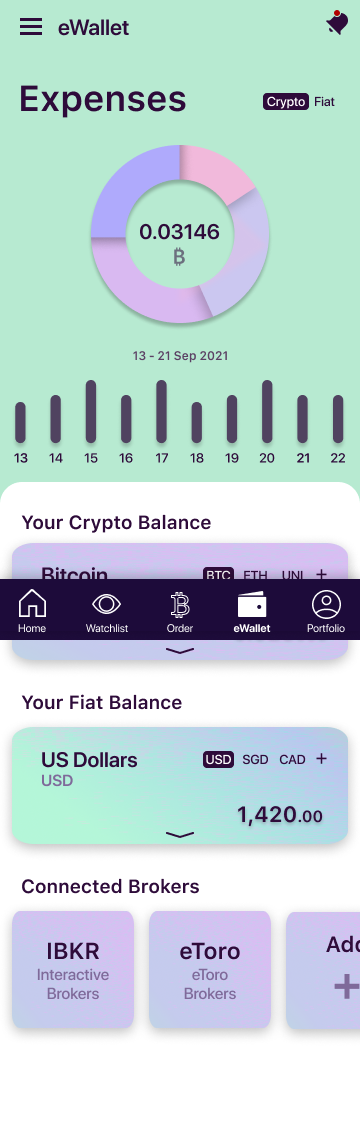 eWallet
Expenses
Crypto Fiat
0.03146
฿
13 - 21 Sep 2021
13 14 15 16 17 18 19 20 21 22
Your Crypto Balance
Bitcoin BTC ETH UNI +
Home Watchlist Order eWallet Portfolio
Your Fiat Balance
US Dollars USD SGD CAD +
USD
1,420.00
Connected Brokers
IBKR eToro Add
Interactive eToro +
Brokers Brokers